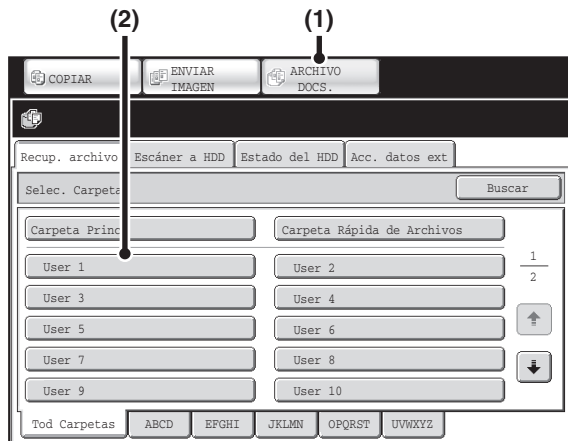 (2) (1)
COPIAR
ENVIAR
IMAGEN
ARCHIVO
DOCS.
Recup. archivo Escáner a HDD Estado del HDD Acc. datos ext
Selec. Carpeta Buscar
Carpeta Princ Carpeta Rápida de Archivos
User 1 User 2
1
2
User 3 User 4
User 5 User 6
User 7 User 8
User 9 User 10
Tod Carpetas ABCD EFGHI JKLMN OPQRST UVWXYZ